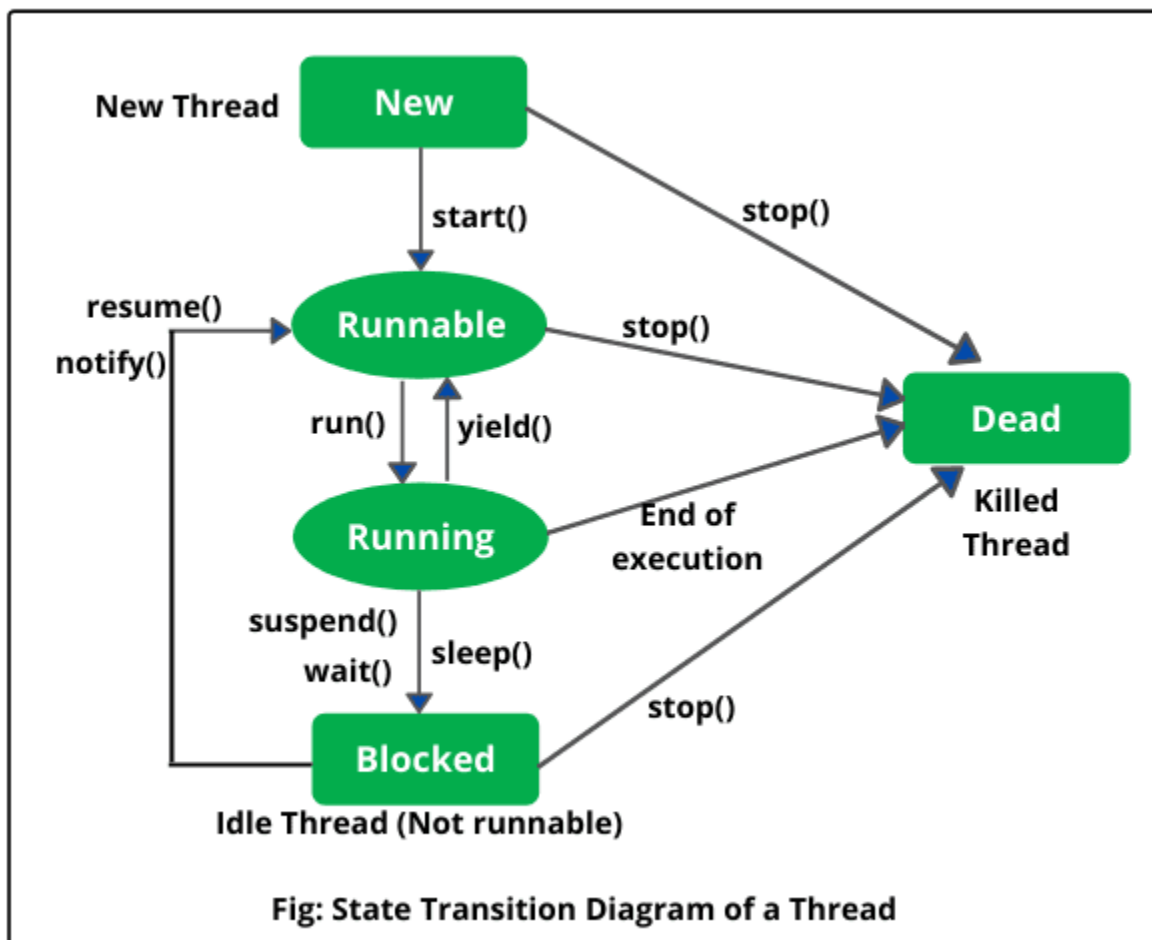 New Thread
New
start()
stop()
resume()
notify()
Runnable
stop()
run()
yield()
Dead
Killed
Thread
Running
End of
execution
suspend()
wait()
sleep()
stop()
Blocked
Idle Thread (Not runnable)
Fig: State Transition Diagram of a Thread